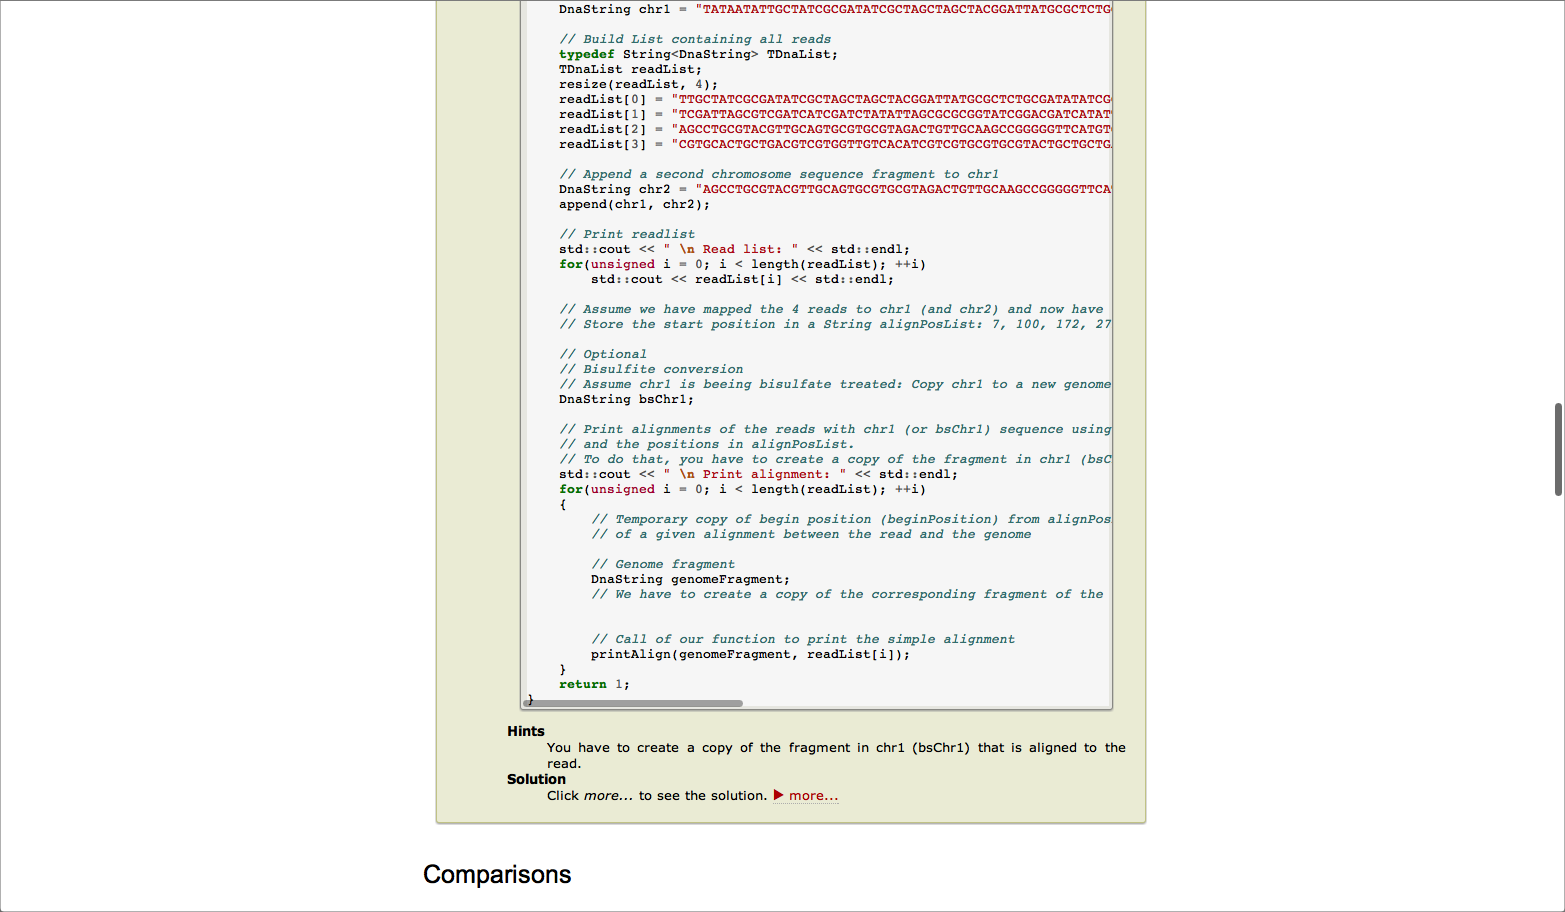 DnaString chr1 = "TATAATATTGCTATCGCGATATCGCTAGCTAGCTACGGATTATGCGCTCTG
// Build List containing all reads
typedef String<DnaString> TDnaList;
TDnaList readList;
resize(readList, 4);
readList[0] = "TTGCTATCGCGATATCGCTAGCTAGCTACGGATTATGCGCTCTGCGATATATCG
readList[1] = "TCGATTAGCGTCGATCATCGATCTATATTAGCGCGCGGTATCGGACGATCATAT
readList[2] = "AGCCTGCGTACGTTGCAGTGCGTGCGTAGACTGTTGCAAGCCGGGGGTTCATGT
readList[3] = "CGTGCACTGCTGACGTCGTGGTTGTCACATCGTCGTGCGTGCGTACTGCTGCTG
// Append a second chromosome sequence fragment to chr1
DnaString chr2 = "AGCCTGCGTACGTTGCAGTGCGTGCGTAGACTGTTGCAAGCCGGGGGTTCA
append(chr1, chr2);
// Print readlist
std::cout << " \n Read list: " << std::endl;
for(unsigned i = 0; i < length(readList); ++i)
std::cout << readList[i] << std::endl;
// Assume we have mapped the 4 reads to chr1 (and chr2) and now have
// Store the start position in a String alignPosList: 7, 100, 172, 27
// Optional
// Bisulfite conversion
// Assume chr1 is beeing bisulfate treated: Copy chr1 to a new genome
DnaString bsChr1;
// Print alignments of the reads with chr1 (or bsChr1) sequence using
// and the positions in alignPosList.
// To do that, you have to create a copy of the fragment in chr1 (bsC
std::cout << " \n Print alignment: " << std::endl;
for(unsigned i = 0; i < length(readList); ++i)
{
// Temporary copy of begin position (beginPosition) from alignPos
// of a given alignment between the read and the genome
// Genome fragment
DnaString genomeFragment;
// We have to create a copy of the corresponding fragment of the
// Call of our function to print the simple alignment
printAlign(genomeFragment, readList[i]);
}
return 1;
}
Hints
You have to create a copy of the fragment in chr1 (bsChr1) that is aligned to the
read.
Solution
Click more... to see the solution. ▶ more...
Comparisons